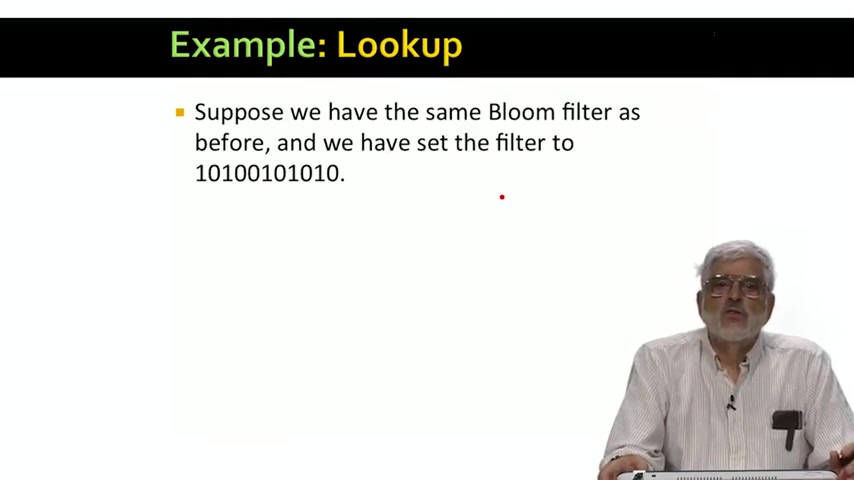 Example: Lookup
Suppose we have the same Bloom filter as
before, and we have set the filter to
10100101010.